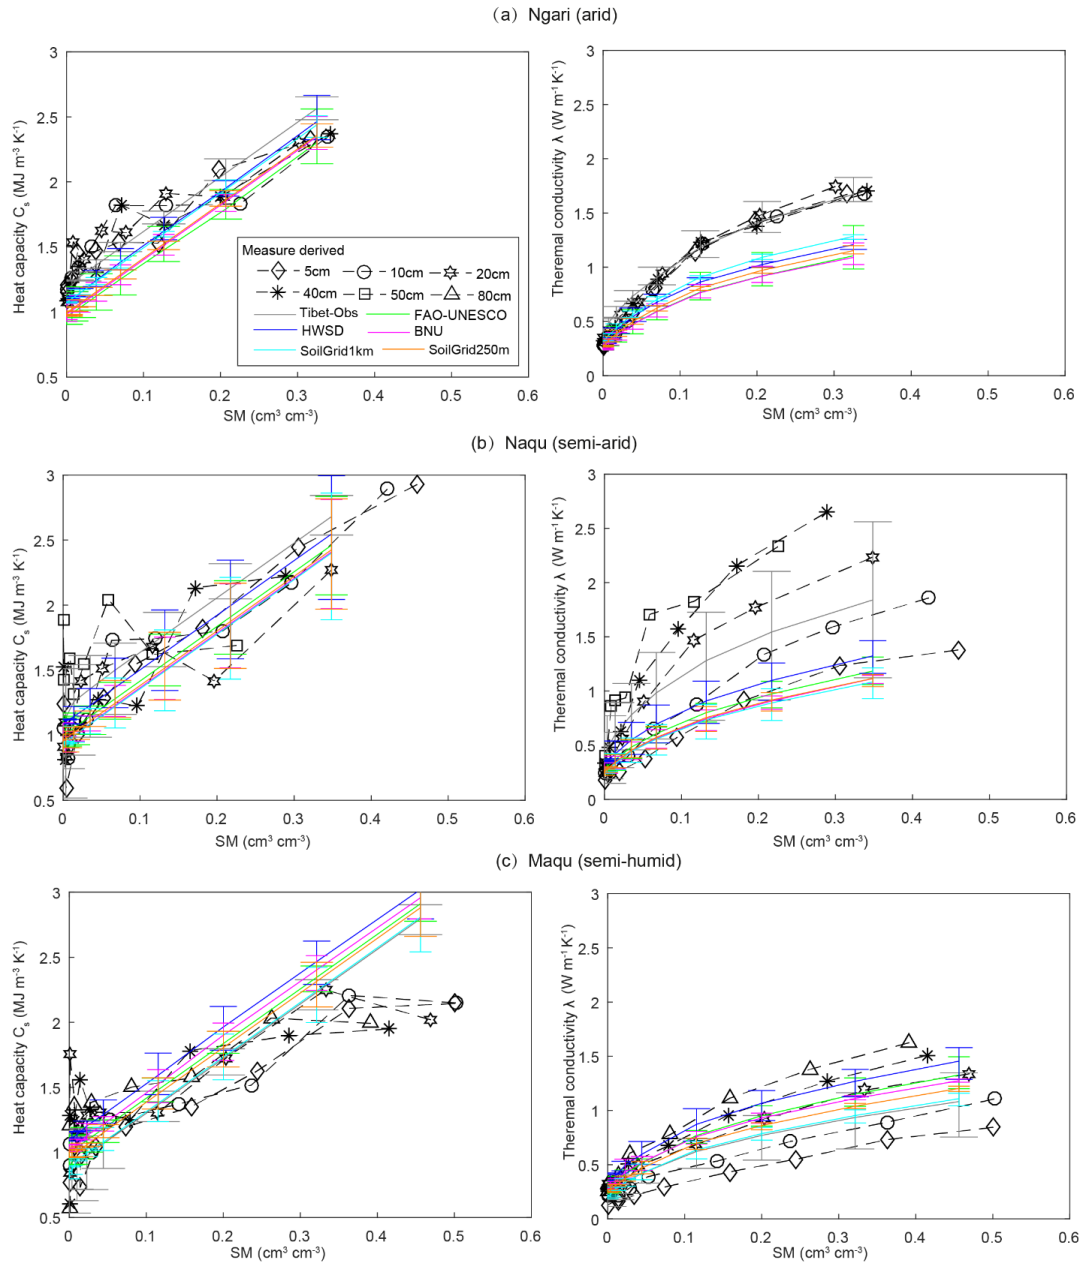 (a) Ngari (arid)
Heat capacity Cs (MJ m-3 K-1)
3
2.5
2
1.5
1
0.5
Measure derived
5cm 10cm 20cm
40cm 50cm 80cm
Tibet-Obs FAO-UNESCO
HWSD BNU
SoilGrid1km SoilGrid250m
0 0.1 0.2 0.3 0.4 0.5 0.6
SM (cm³ cm-³)
Theremal conductivity λ (W m-1 K-1)
3
2.5
2
1.5
1
0.5
0
0 0.1 0.2 0.3 0.4 0.5 0.6
SM (cm³ cm-³)
(b) Naqu (semi-arid)
Heat capacity Cs (MJ m-3 K-1)
3
2.5
2
1.5
1
0.5
0 0.1 0.2 0.3 0.4 0.5 0.6
SM (cm³ cm-³)
Theremal conductivity λ (W m-1 K-1)
3
2.5
2
1.5
1
0.5
0
0 0.1 0.2 0.3 0.4 0.5 0.6
SM (cm³ cm-³)
(c) Maqu (semi-humid)
Heat capacity Cs (MJ m-3 K-1)
3
2.5
2
1.5
1
0.5
0 0.1 0.2 0.3 0.4 0.5 0.6
SM (cm³ cm-³)
Theremal conductivity λ (W m-1 K-1)
3
2.5
2
1.5
1
0.5
0
0 0.1 0.2 0.3 0.4 0.5 0.6
SM (cm³ cm-³)